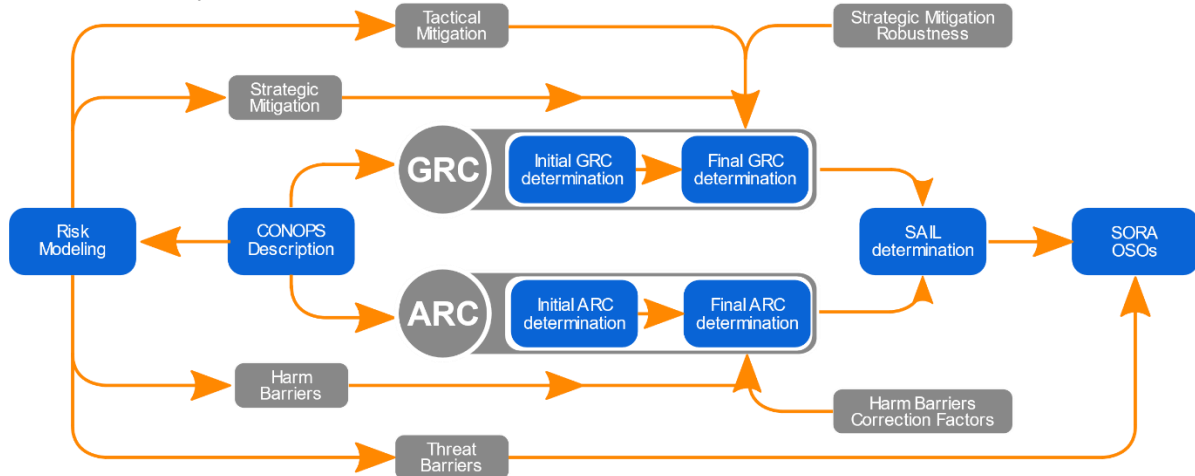 Tactical
Mitigation
Strategic Mitigation
Robustness
Strategic
Mitigation
GRC
Initial GRC
determination
Final GRC
determination
Risk
Modeling
CONOPS
Description
SAIL
determination
SORA
OSOs
ARC
Initial ARC
determination
Final ARC
determination
Harm
Barriers
Harm Barriers
Correction Factors
Threat
Barriers